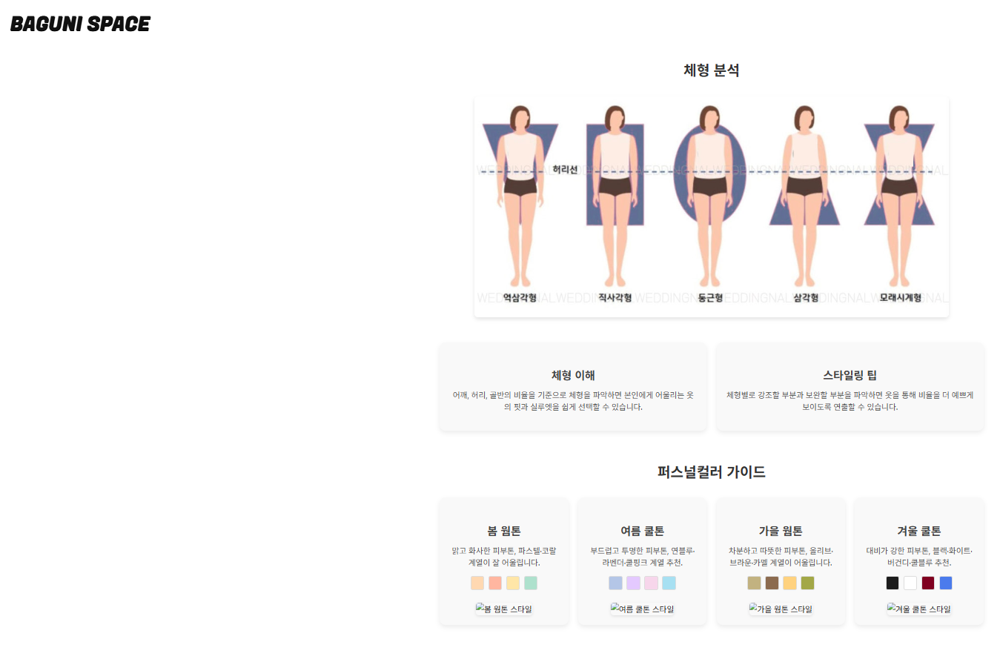 BAGUNI SPACE
체형 분석
WEDDINGNALWEDDINGNALWEDDINGNALWEDDINGNALWEDDINGNALWEDDINGNAL
허리선
WEDDINGNALWEDDINGNALWEDDINGNALWEDDINGNALWEDDINGNALWEDDINGNAL
역삼각형 직사각형 둥근형 삼각형 모래시계형
체형 이해
어깨, 허리, 골반의 비율을 기준으로 체형을 파악하면 본인에게 어울리는 옷
의 핏과 실루엣을 쉽게 선택할 수 있습니다.
스타일링 팁
체형별로 강조할 부분과 보완할 부분을 파악하면 옷을 통해 비율을 더 예쁘게
보이도록 연출할 수 있습니다.
퍼스널컬러 가이드
봄 웜톤
맑고 화사한 피부톤, 파스텔·코랄
계열이 잘 어울립니다.
봄 웜톤 스타일
여름 쿨톤
부드럽고 투명한 피부톤, 연블루·
라벤더·쿨핑크 계열 추천.
여름 쿨톤 스타일
가을 웜톤
차분하고 따뜻한 피부톤, 올리브·
브라운·카멜 계열이 어울립니다.
가을 웜톤 스타일
겨울 쿨톤
대비가 강한 피부톤, 블랙·화이트·
버건디·쿨블루 추천.
겨울 쿨톤 스타일